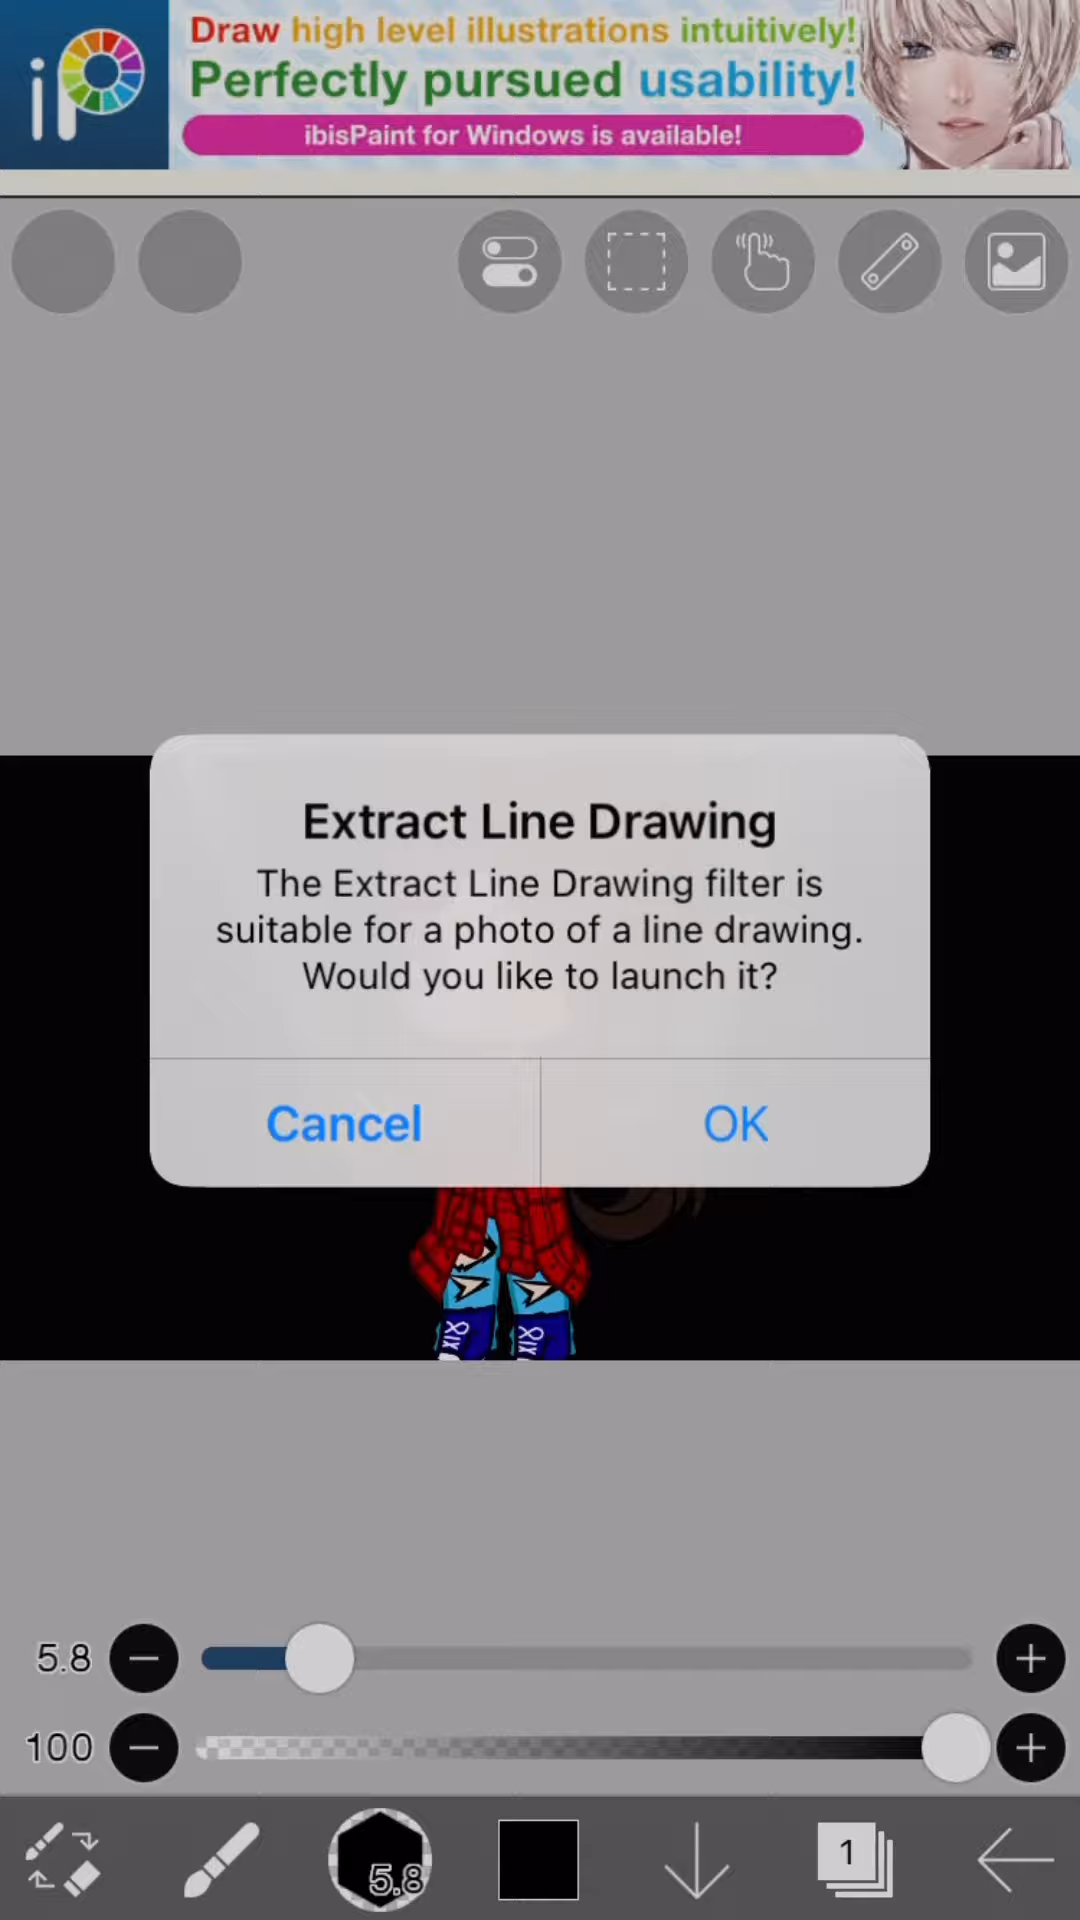 iP
Draw high level illustrations intuitively!
Perfectly pursued usability!
ibisPaint for Windows is available!
Extract Line Drawing
The Extract Line Drawing filter is
suitable for a photo of a line drawing.
Would you like to launch it?
Cancel
OK
5.8
100
5.8
1